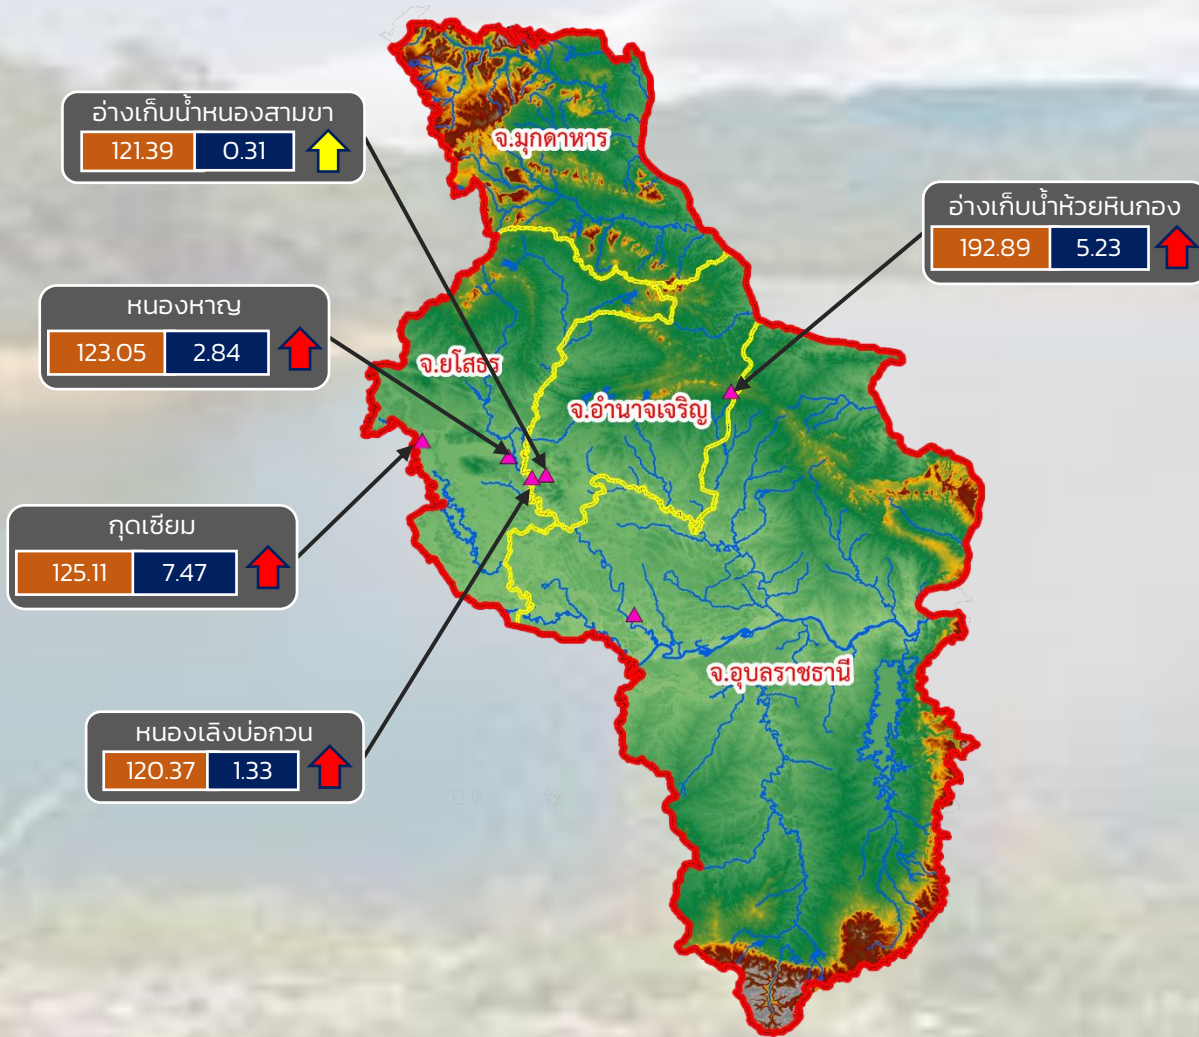 อ่างเก็บน้ำหนองสามขา
121.39 0.31
จ.มุกดาหาร
อ่างเก็บน้ำห้วยหินกอง
192.89 5.23
หนองหาญ
123.05 2.84
จ.ยโสธร
จ.อำนาจเจริญ
กุดเซียม
125.11 7.47
จ.อุบลราชธานี
หนองเลิงบ่อกวน
120.37 1.33